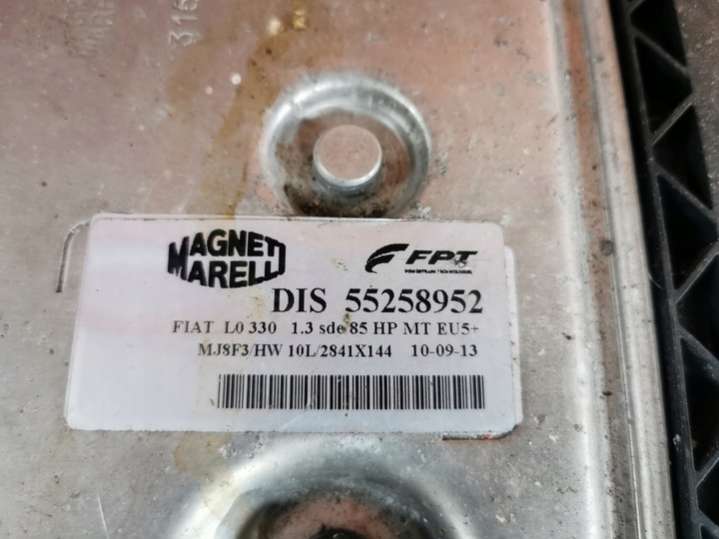 316
MAGNETI
MARELLI
FPT
DIS 55258952
FIAT L0 330 1.3 sde 85 HP MT EU5+
MJ8F3/HW 10L/2841X144 10-09-13